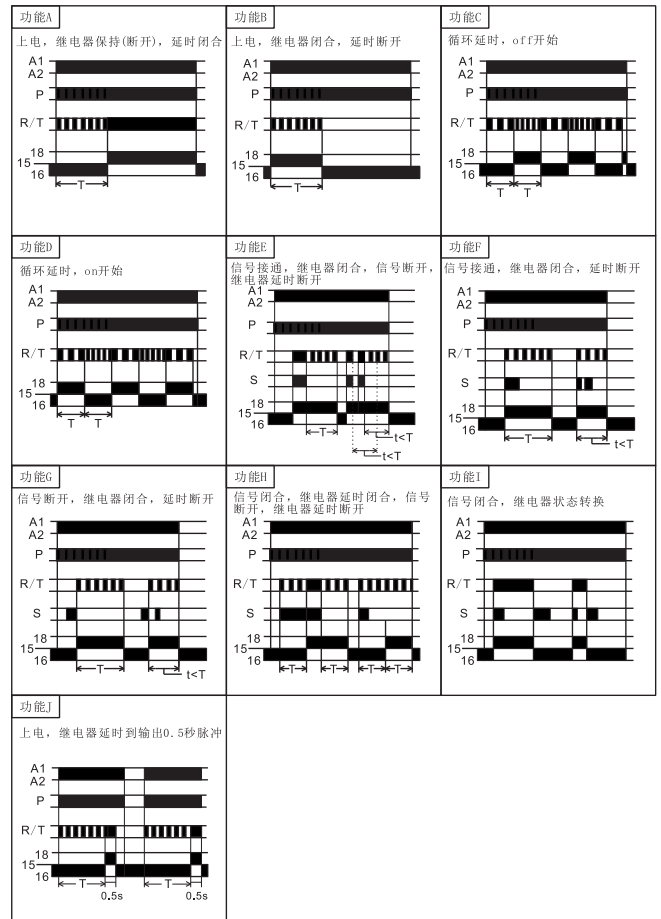 功能A
上电，继电器保持(断开)，延时闭合
A1
A2
P
R/T
18
15
16
T
功能B
上电，继电器闭合，延时断开
A1
A2
P
R/T
18
15
16
T
功能C
循环延时，off开始
A1
A2
P
R/T
18
15
16
T
T
功能D
循环延时，on开始
A1
A2
P
R/T
18
15
16
T
T
功能E
信号接通，继电器闭合，信号断开，
继电器延时断开
A1
A2
P
R/T
S
18
15
16
T
t<T
t<T
功能F
信号接通，继电器闭合，延时断开
A1
A2
P
R/T
S
18
15
16
T
t<T
功能G
信号断开，继电器闭合，延时断开
A1
A2
P
R/T
S
18
15
16
T
t<T
功能H
信号闭合，继电器延时闭合，信号
断开，继电器延时断开
A1
A2
P
R/T
S
18
15
16
T
T
T
T
功能I
信号闭合，继电器状态转换
A1
A2
P
R/T
S
18
15
16
功能J
上电，继电器延时到输出0.5秒脉冲
A1
A2
P
R/T
18
15
16
T
T
0.5s
0.5s